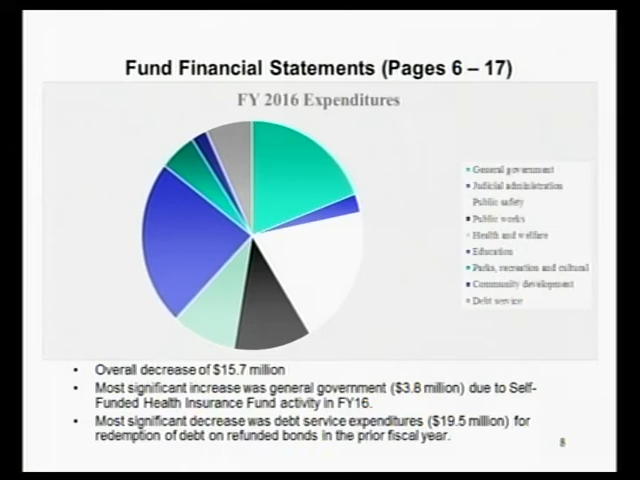 Fund Financial Statements (Pages 6 – 17)
FY 2016 Expenditures
General government
Judicial administration
Public safety
Public works
Health and welfare
Education
Parks, recreation and cultural
Community development
Debt service
• Overall decrease of $15.7 million
• Most significant increase was general government ($3.8 million) due to Self-
Funded Health Insurance Fund activity in FY16.
• Most significant decrease was debt service expenditures ($19.5 million) for
redemption of debt on refunded bonds in the prior fiscal year.
8